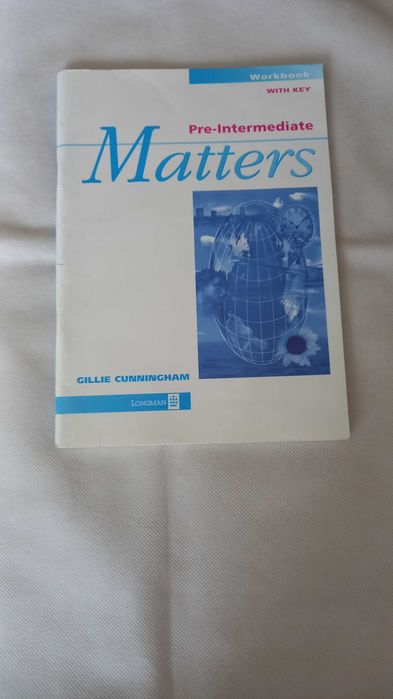 Workbook
WITH KEY
Pre-Intermediate
Matters
GILLIE CUNNINGHAM
LONGMAN